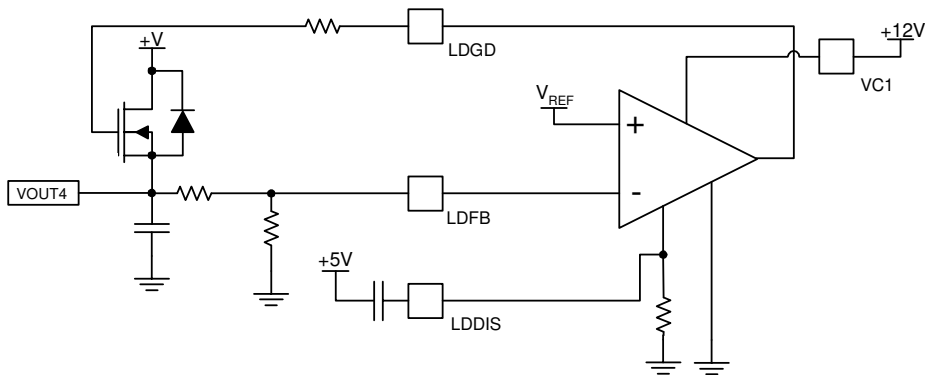 LDGD
+V
+12V
VC1
VREF
+
VOUT4
-
LDFB
+5V
LDDIS